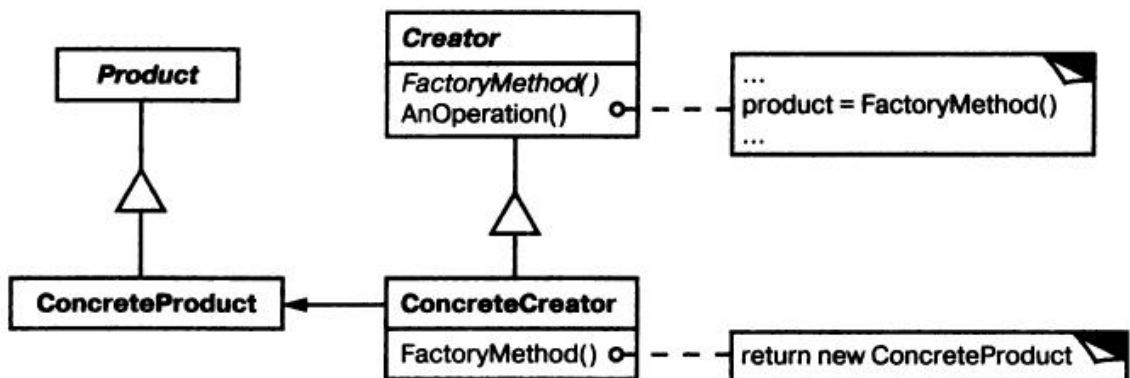 Product
Creator
FactoryMethod()
AnOperation()
...
product = FactoryMethod()
...
ConcreteProduct
ConcreteCreator
FactoryMethod()
return new ConcreteProduct